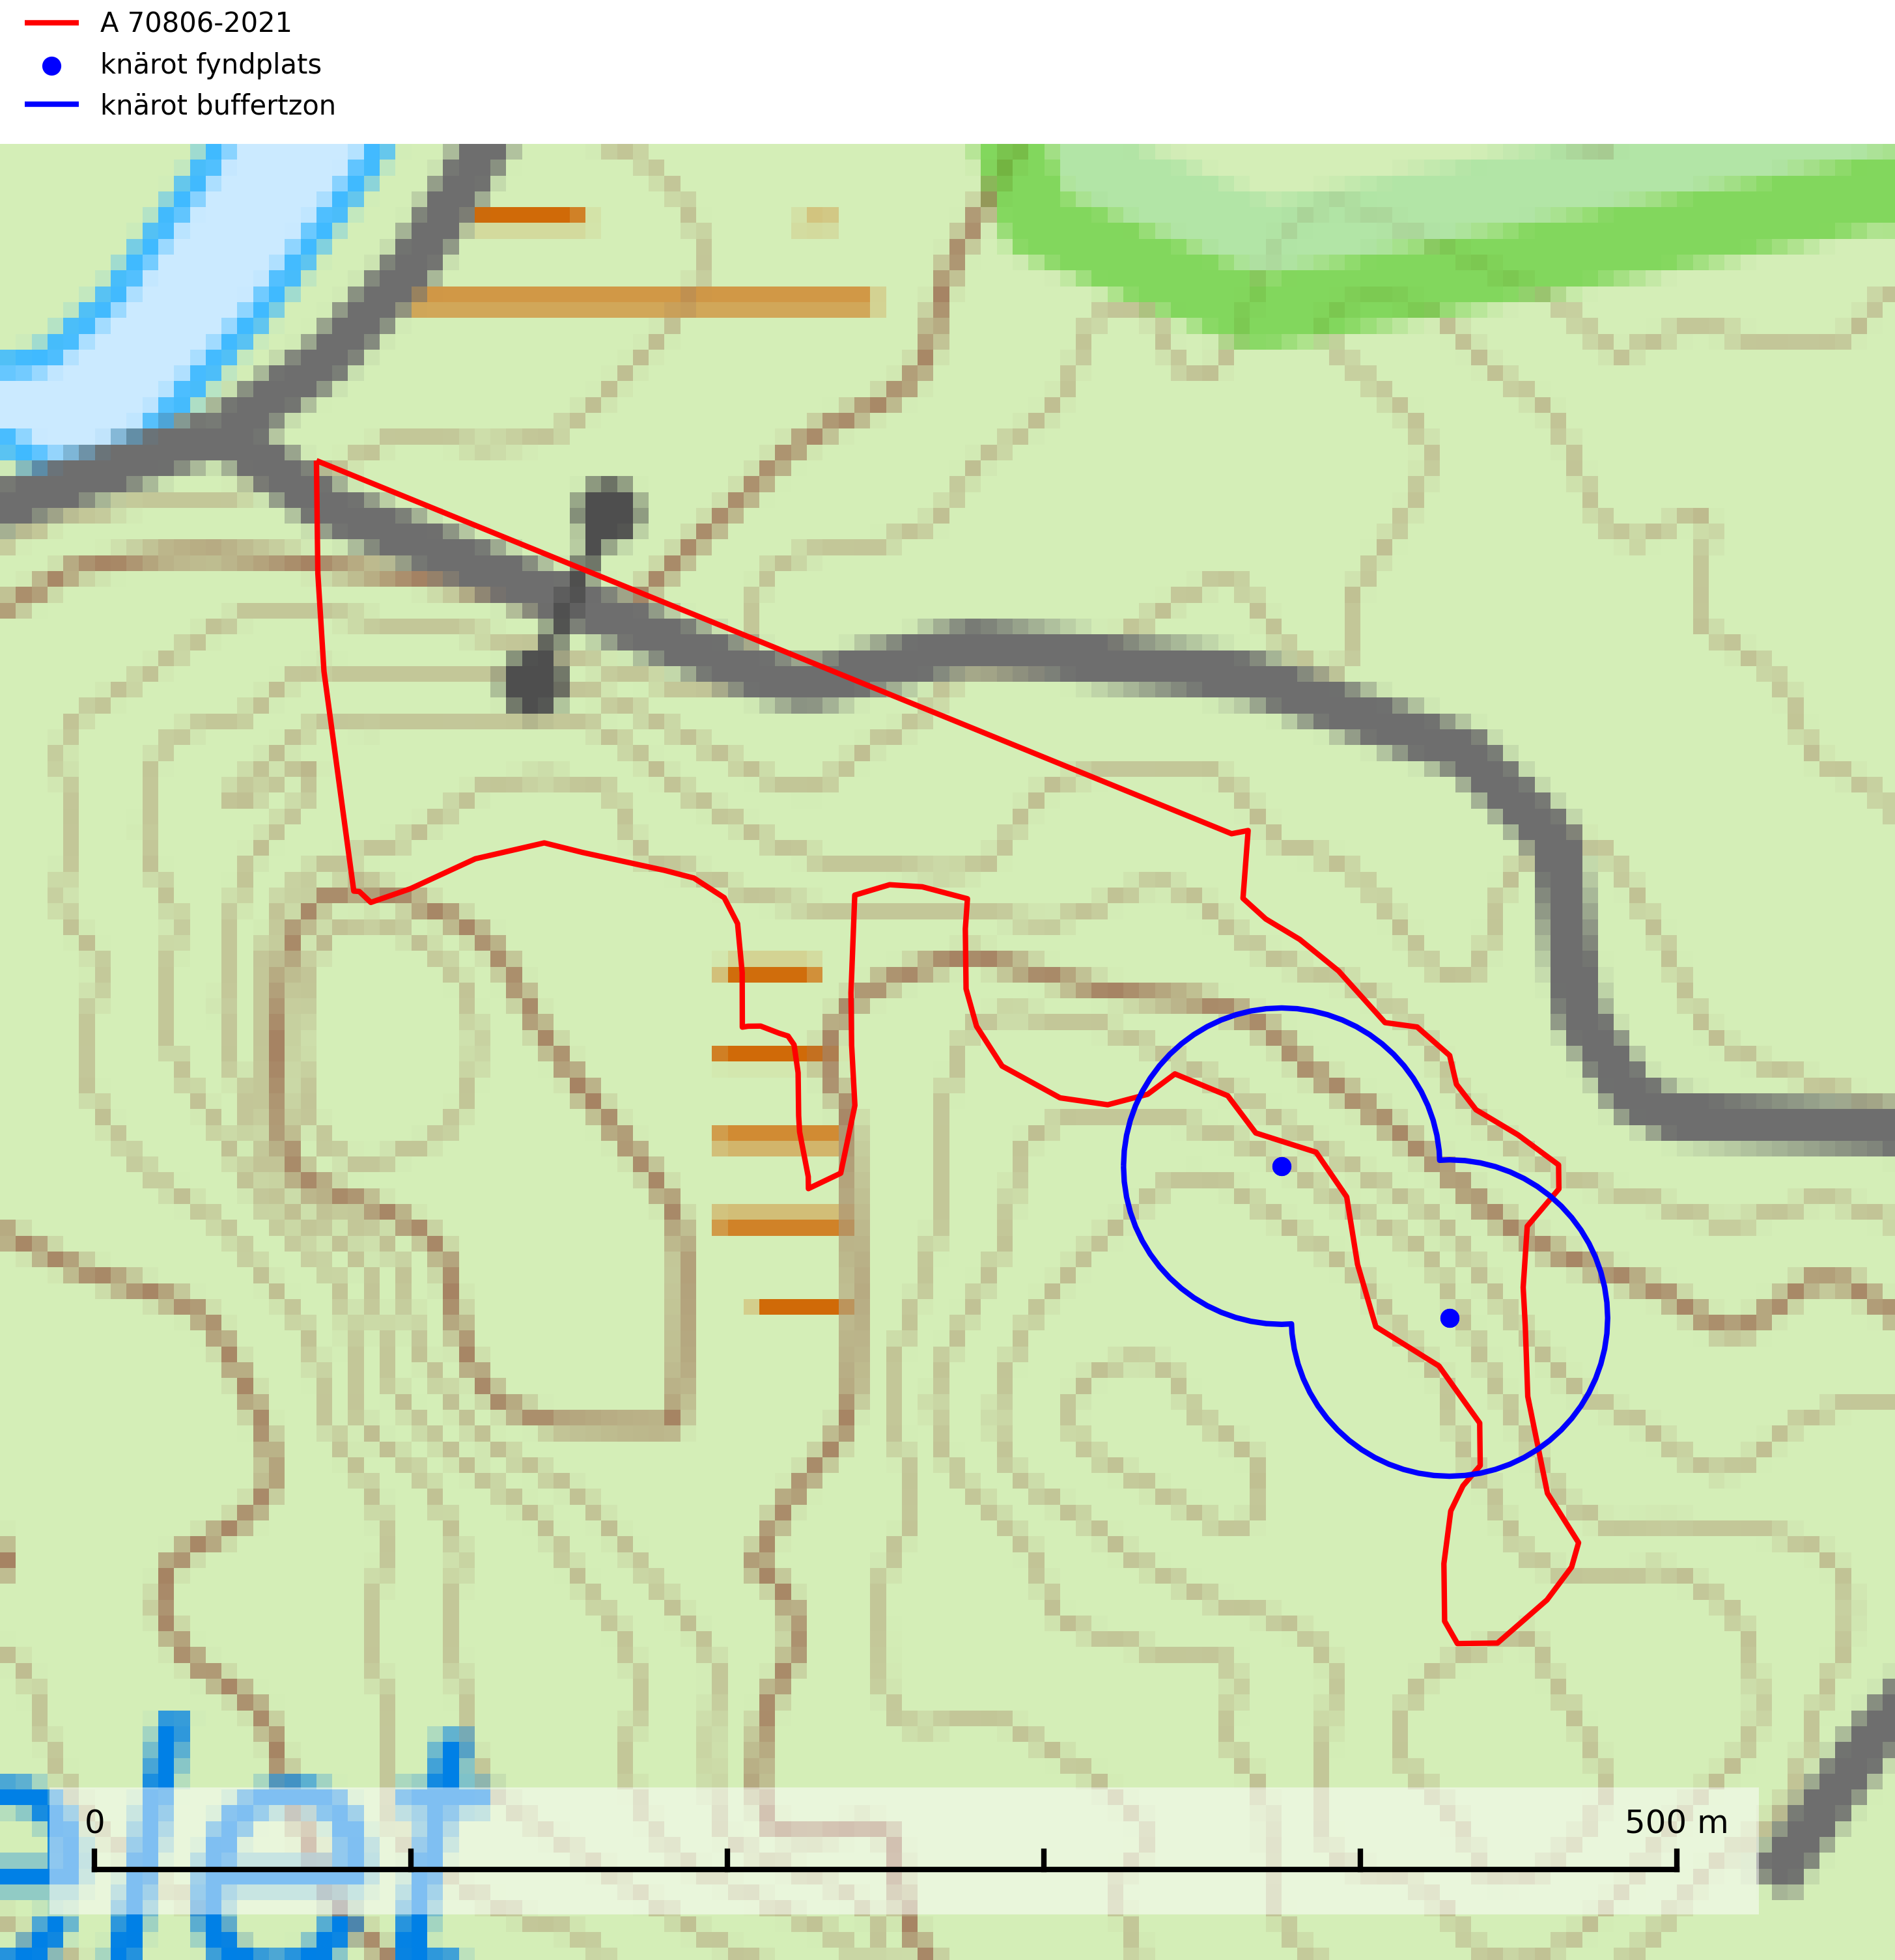 A 70806-2021
knärot fyndplats
knärot buffertzon
0 500 m